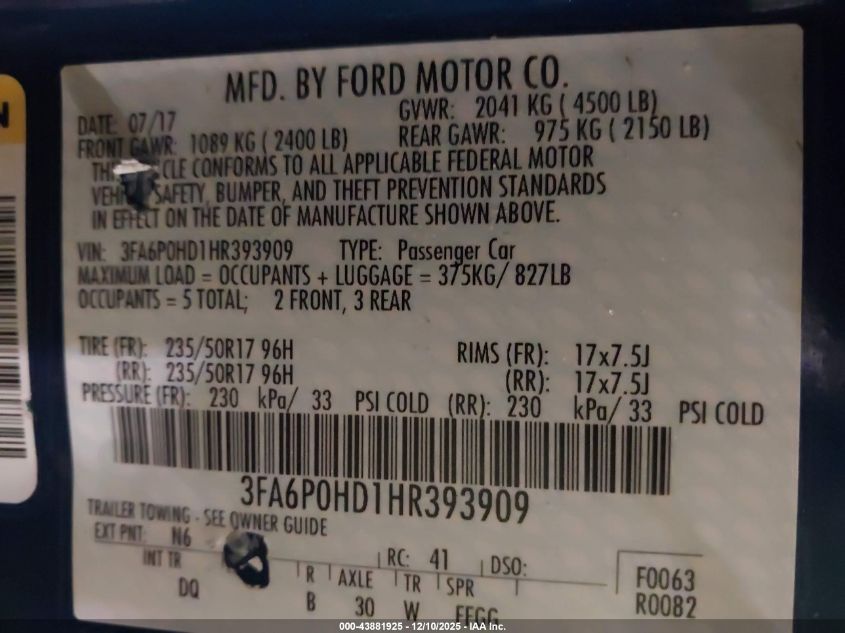 N
MFD. BY FORD MOTOR CO.
DATE: 07/17 GVWR: 2041 KG ( 4500 LB)
FRONT GAWR: 1089 KG ( 2400 LB) REAR GAWR: 975 KG ( 2150 LB)
CLE CONFORMS TO ALL APPLICABLE FEDERAL MOTOR
SAFETY, BUMPER, AND THEFT PREVENTION STANDARDS
IN EFFECT ON THE DATE OF MANUFACTURE SHOWN ABOVE.
VIN: 3FA6P0HD1HR393909 TYPE: Passenger Car
MAXIMUM LOAD = OCCUPANTS + LUGGAGE = 375KG/ 827LB
OCCUPANTS = 5 TOTAL; 2 FRONT, 3 REAR
TIRE (FR): 235/50R17 96H RIMS (FR): 17x7.5J
(RR): 235/50R17 96H (RR): 17x7.5J
PRESSURE (FR): 230 kPa/ 33 PSI COLD (RR): 230 kPa/ 33 PSI COLD
3FA6P0HD1HR393909
TRAILER TOWING - SEE OWNER GUIDE
EXT PNT: N6 RC: 41 DSO:
INT TR R AXLE TR SPR F0063
DQ B 30 W EEGG R0082
000-43881925 - 12/10/2025 - IAA Inc.